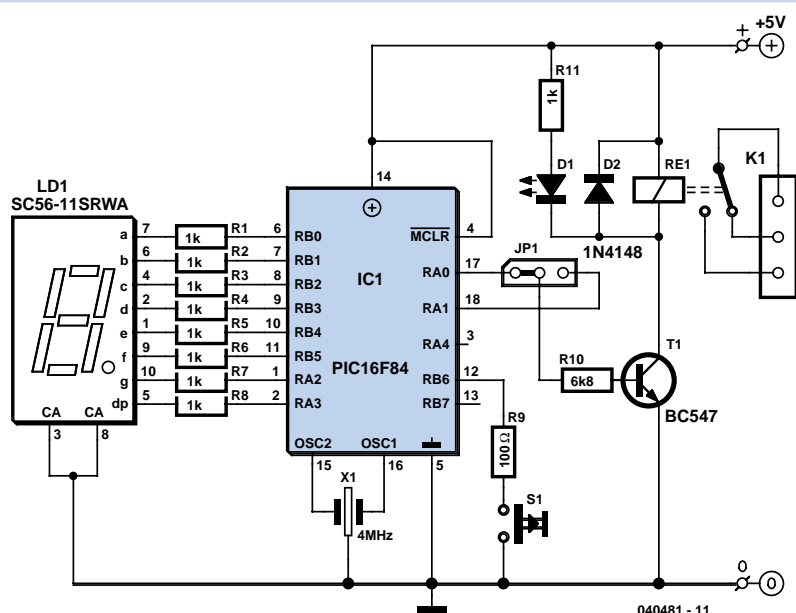 + +5V
R11
1k
D1
D2
RE1
K1
1N4148
LD1
SC56-11SRWA
14
a 7 R1 1k 6 RB0
b 6 R2 1k 7 RB1
c 4 R3 1k 8 RB2
d 2 R4 1k 9 RB3
e 1 R5 1k 10 RB4
f 9 R6 1k 11 RB5
g 10 R7 1k 1 RA2
dp 5 R8 1k 2 RA3
CA CA
3 8
IC1
PIC16F84
MCLR 4
RA0 17
RA1 18
RA4 3
RB6 12
RB7 13
OSC2 OSC1
15 16 5
JP1
R10
6k8
T1
BC547
R9
100Ω
S1
X1
4MHz
0
040481 - 11